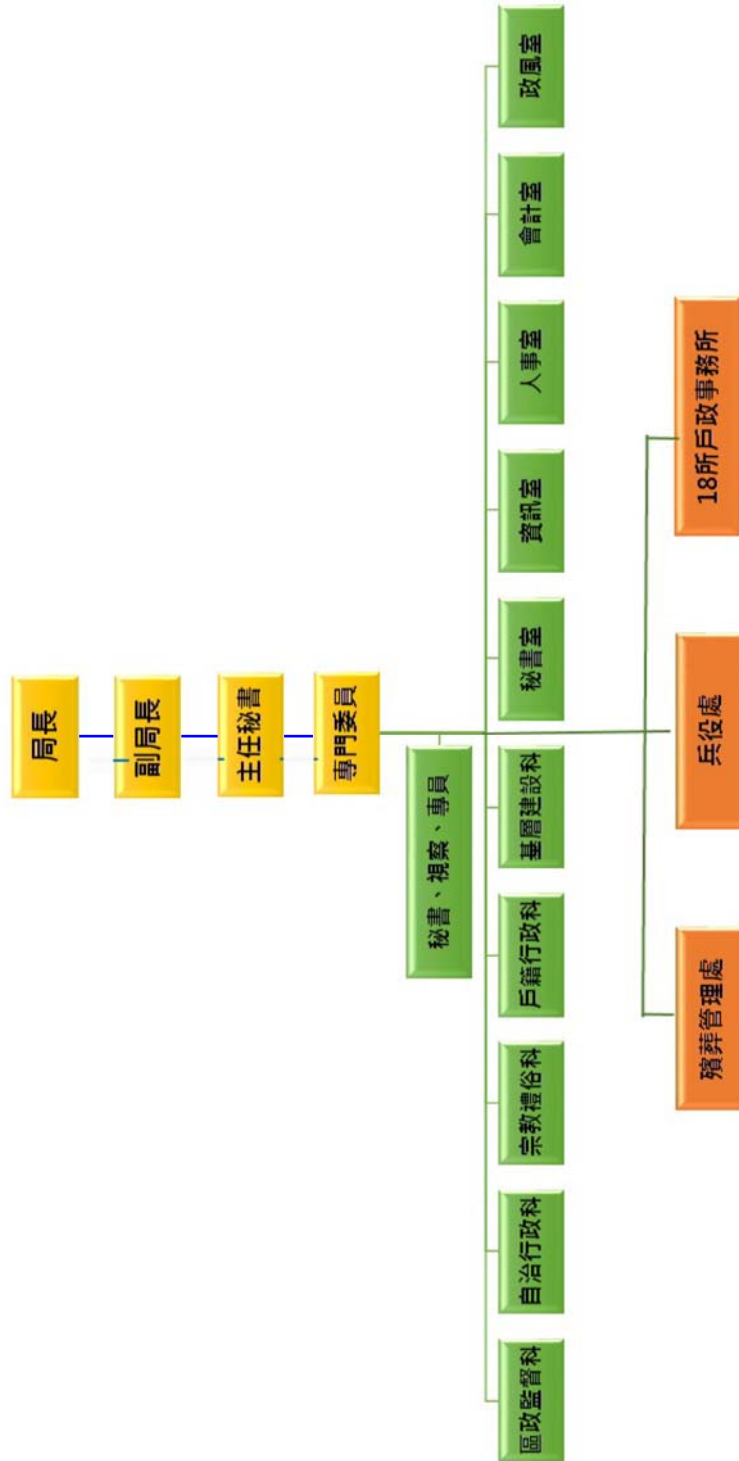 局長
副局長
主任秘書
專門委員
秘書、視察、專員
區政監督科
自治行政科
宗教禮俗科
戶籍行政科
基層建設科
秘書室
資訊室
人事室
會計室
政風室
殯葬管理處
兵役處
18所戶政事務所